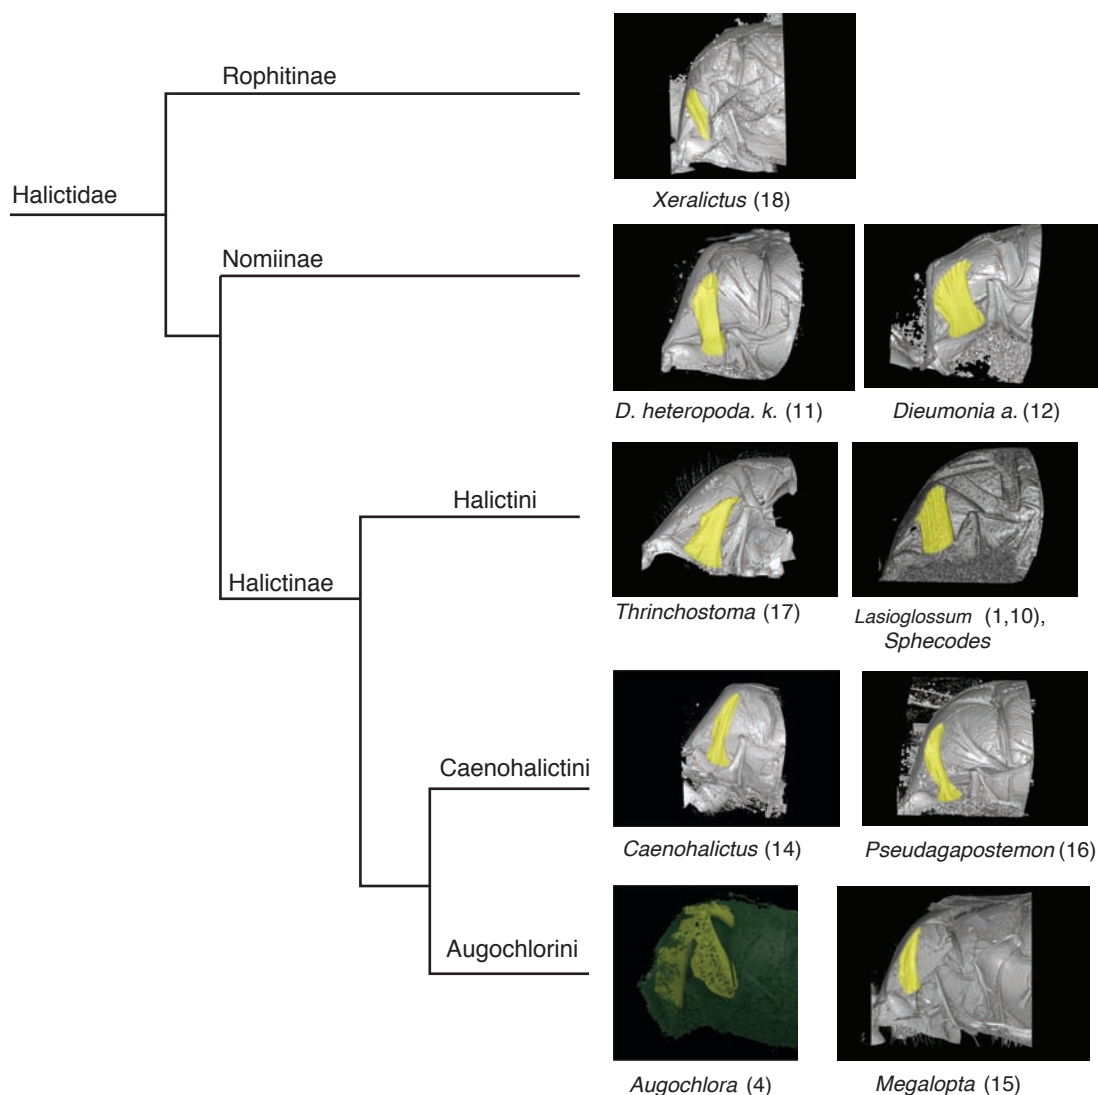 Rophitinae
Halictidae
Xeralictus (18)
Nomiinae
D. heteropoda. k. (11)
Dieumonia a. (12)
Halictini
Halictinae
Thrinchostoma (17)
Lasioglossum (1,10),
Sphecodes
Caenohalictini
Caenohalictus (14)
Pseudagapostemon (16)
Augochlorini
Augochlora (4)
Megalopta (15)